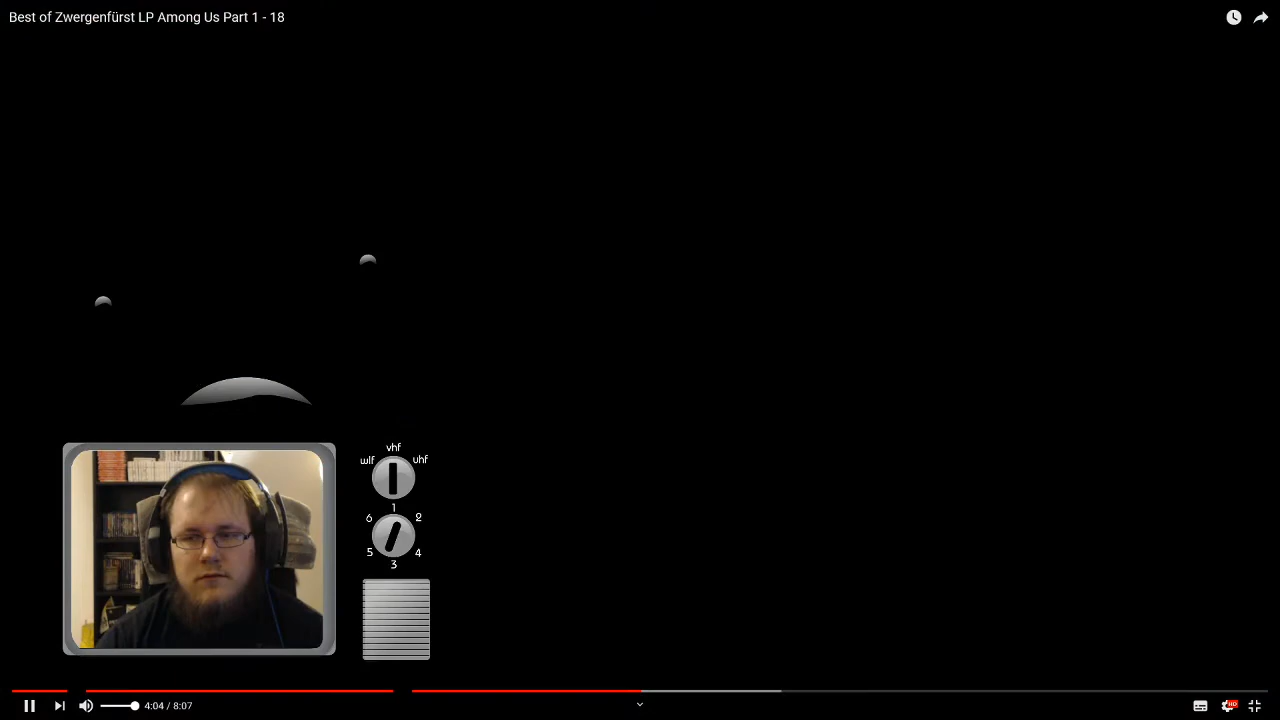 Best of Zwergenfürst LP Among Us Part 1 - 18
vhf
wlf
uhf
1
6
2
5
4
3
4:04 / 8:07
HD